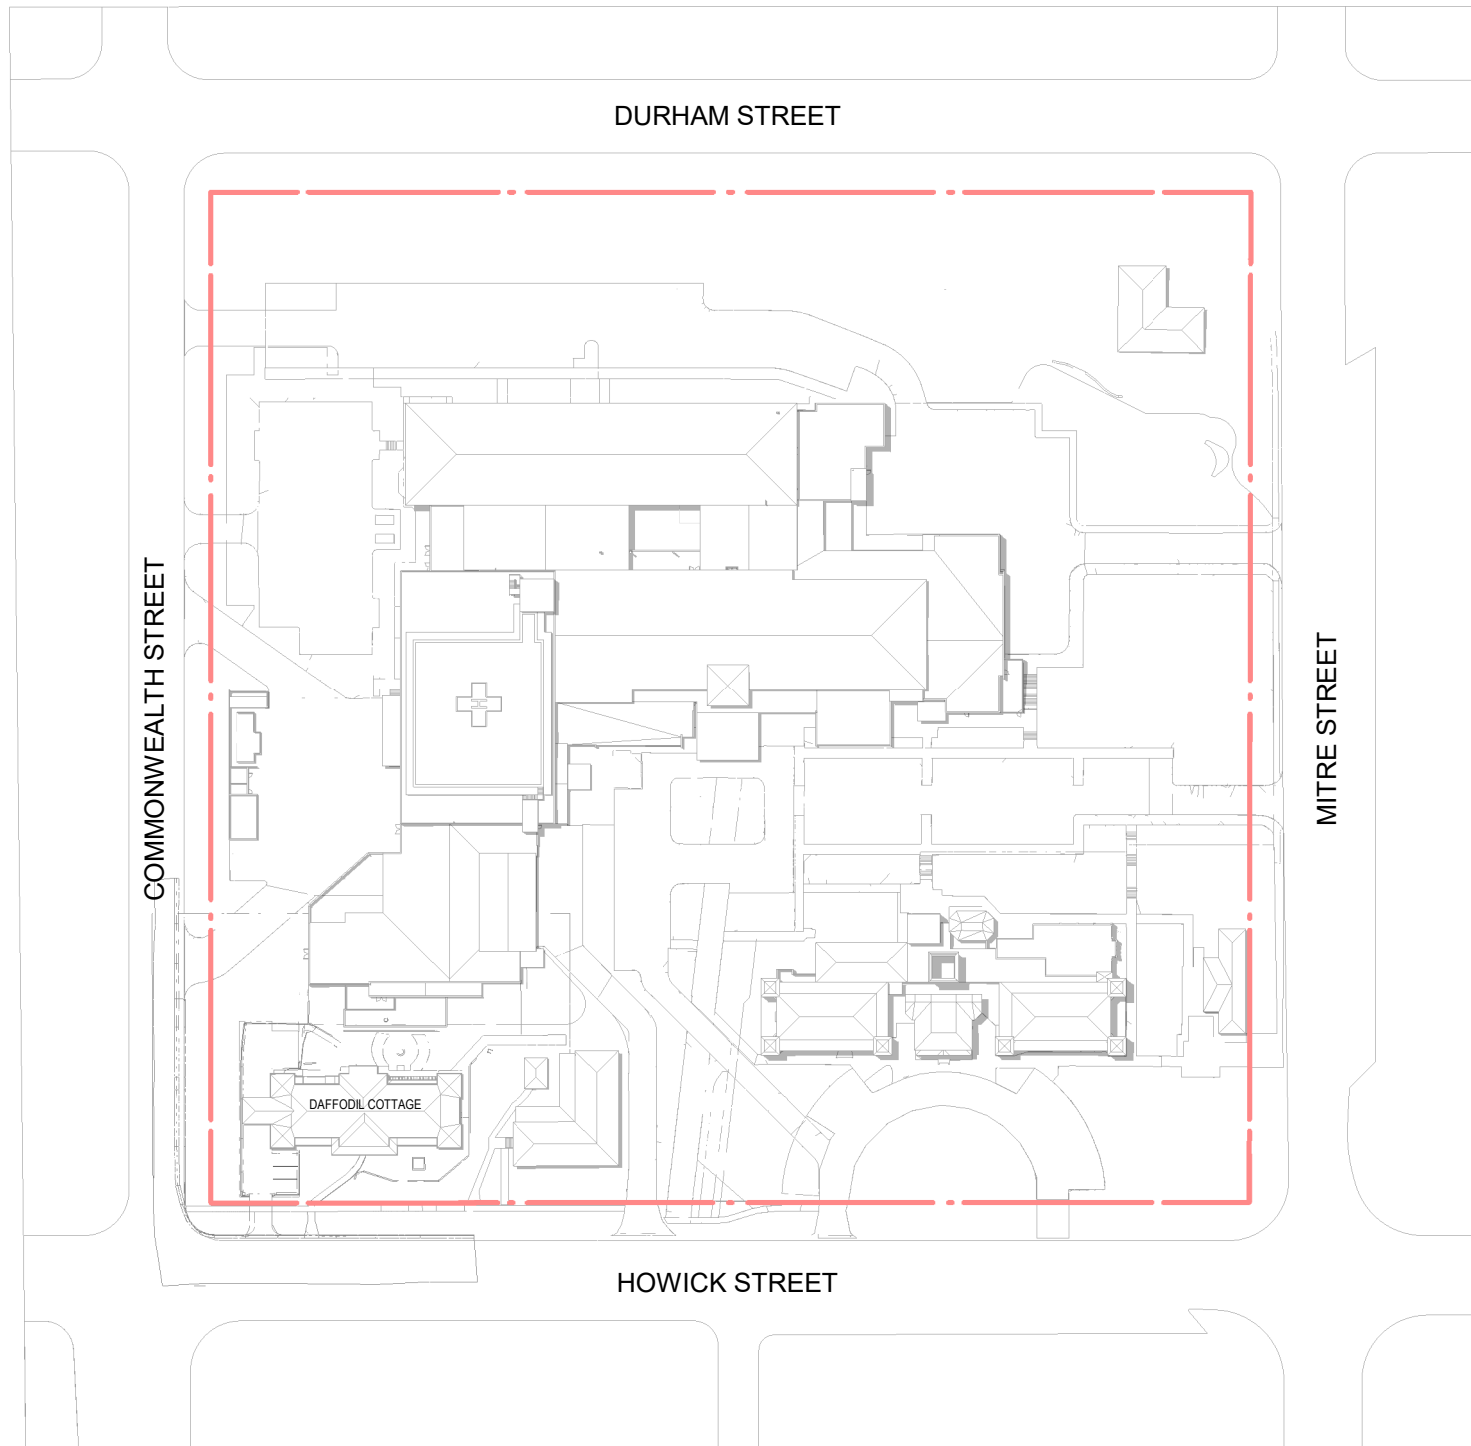 DURHAM STREET
COMMONWEALTH STREET
MITRE STREET
H
DAFFODIL COTTAGE
HOWICK STREET